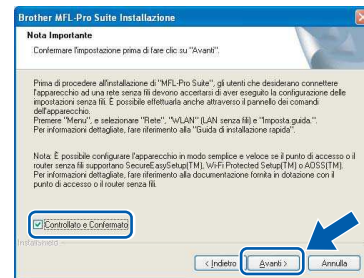 Brother MFL-Pro Suite Installazione
Nota Importante
Confermare l'impostazione prima di fare clic su "Avanti".
Prima di procedere all'installazione di "MFL-Pro Suite", gli utenti che desiderano connettere
l'apparecchio ad una rete senza fili devono accertarsi di aver eseguito la configurazione delle
impostazioni senza fili. È possibile effettuarla anche attraverso il pannello dei comandi
dell'apparecchio.
Premere "Menu", e selezionare "Rete", "WLAN" (LAN senza fili) e "Imposta.guida.".
Per informazioni dettagliate, fare riferimento alla "Guida di installazione rapida".
Nota: È possibile configurare l'apparecchio in modo semplice e veloce se il punto di accesso o il
router senza fili supportano SecureEasySetup(TM), Wi-Fi Protected Setup(TM) o AOSS(TM).
Per informazioni dettagliate, fare riferimento alla documentazione fornita in dotazione con il
punto di accesso o il router senza fili.
Controllato e Confermato
InstallShield
< Indietro
Avanti >
Annulla